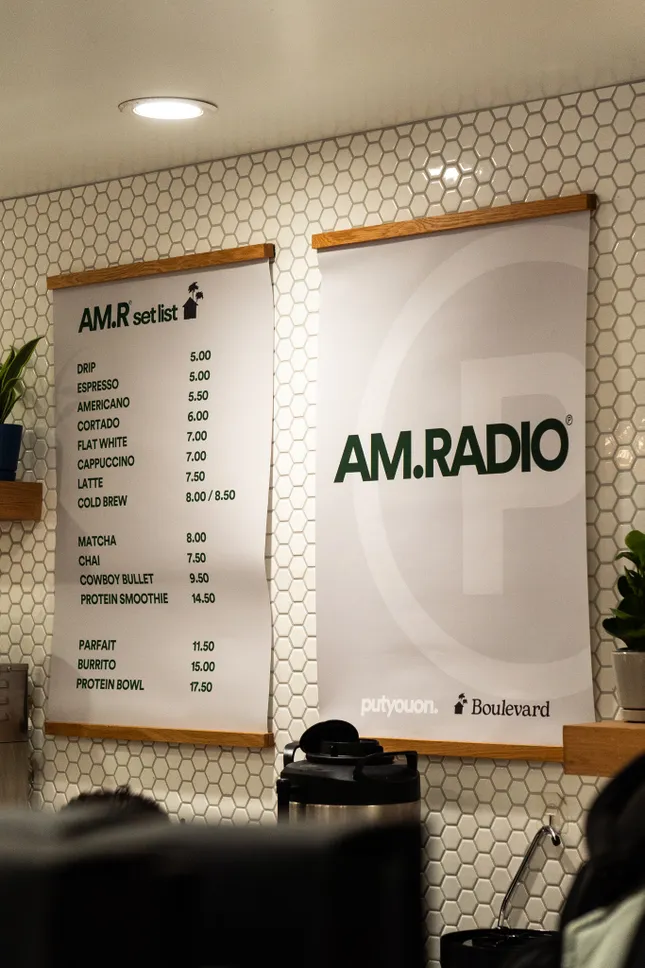 AM.R® set list
DRIP 5.00
ESPRESSO 5.00
AMERICANO 5.50
CORTADO 6.00
FLAT WHITE 7.00
CAPPUCCINO 7.00
LATTE 7.50
COLD BREW 8.00 / 8.50
MATCHA 8.00
CHAI 7.50
COWBOY BULLET 9.50
PROTEIN SMOOTHIE 14.50
PARFAIT 11.50
BURRITO 15.00
PROTEIN BOWL 17.50
P
AM.RADIO℗
putyouon. Boulevard